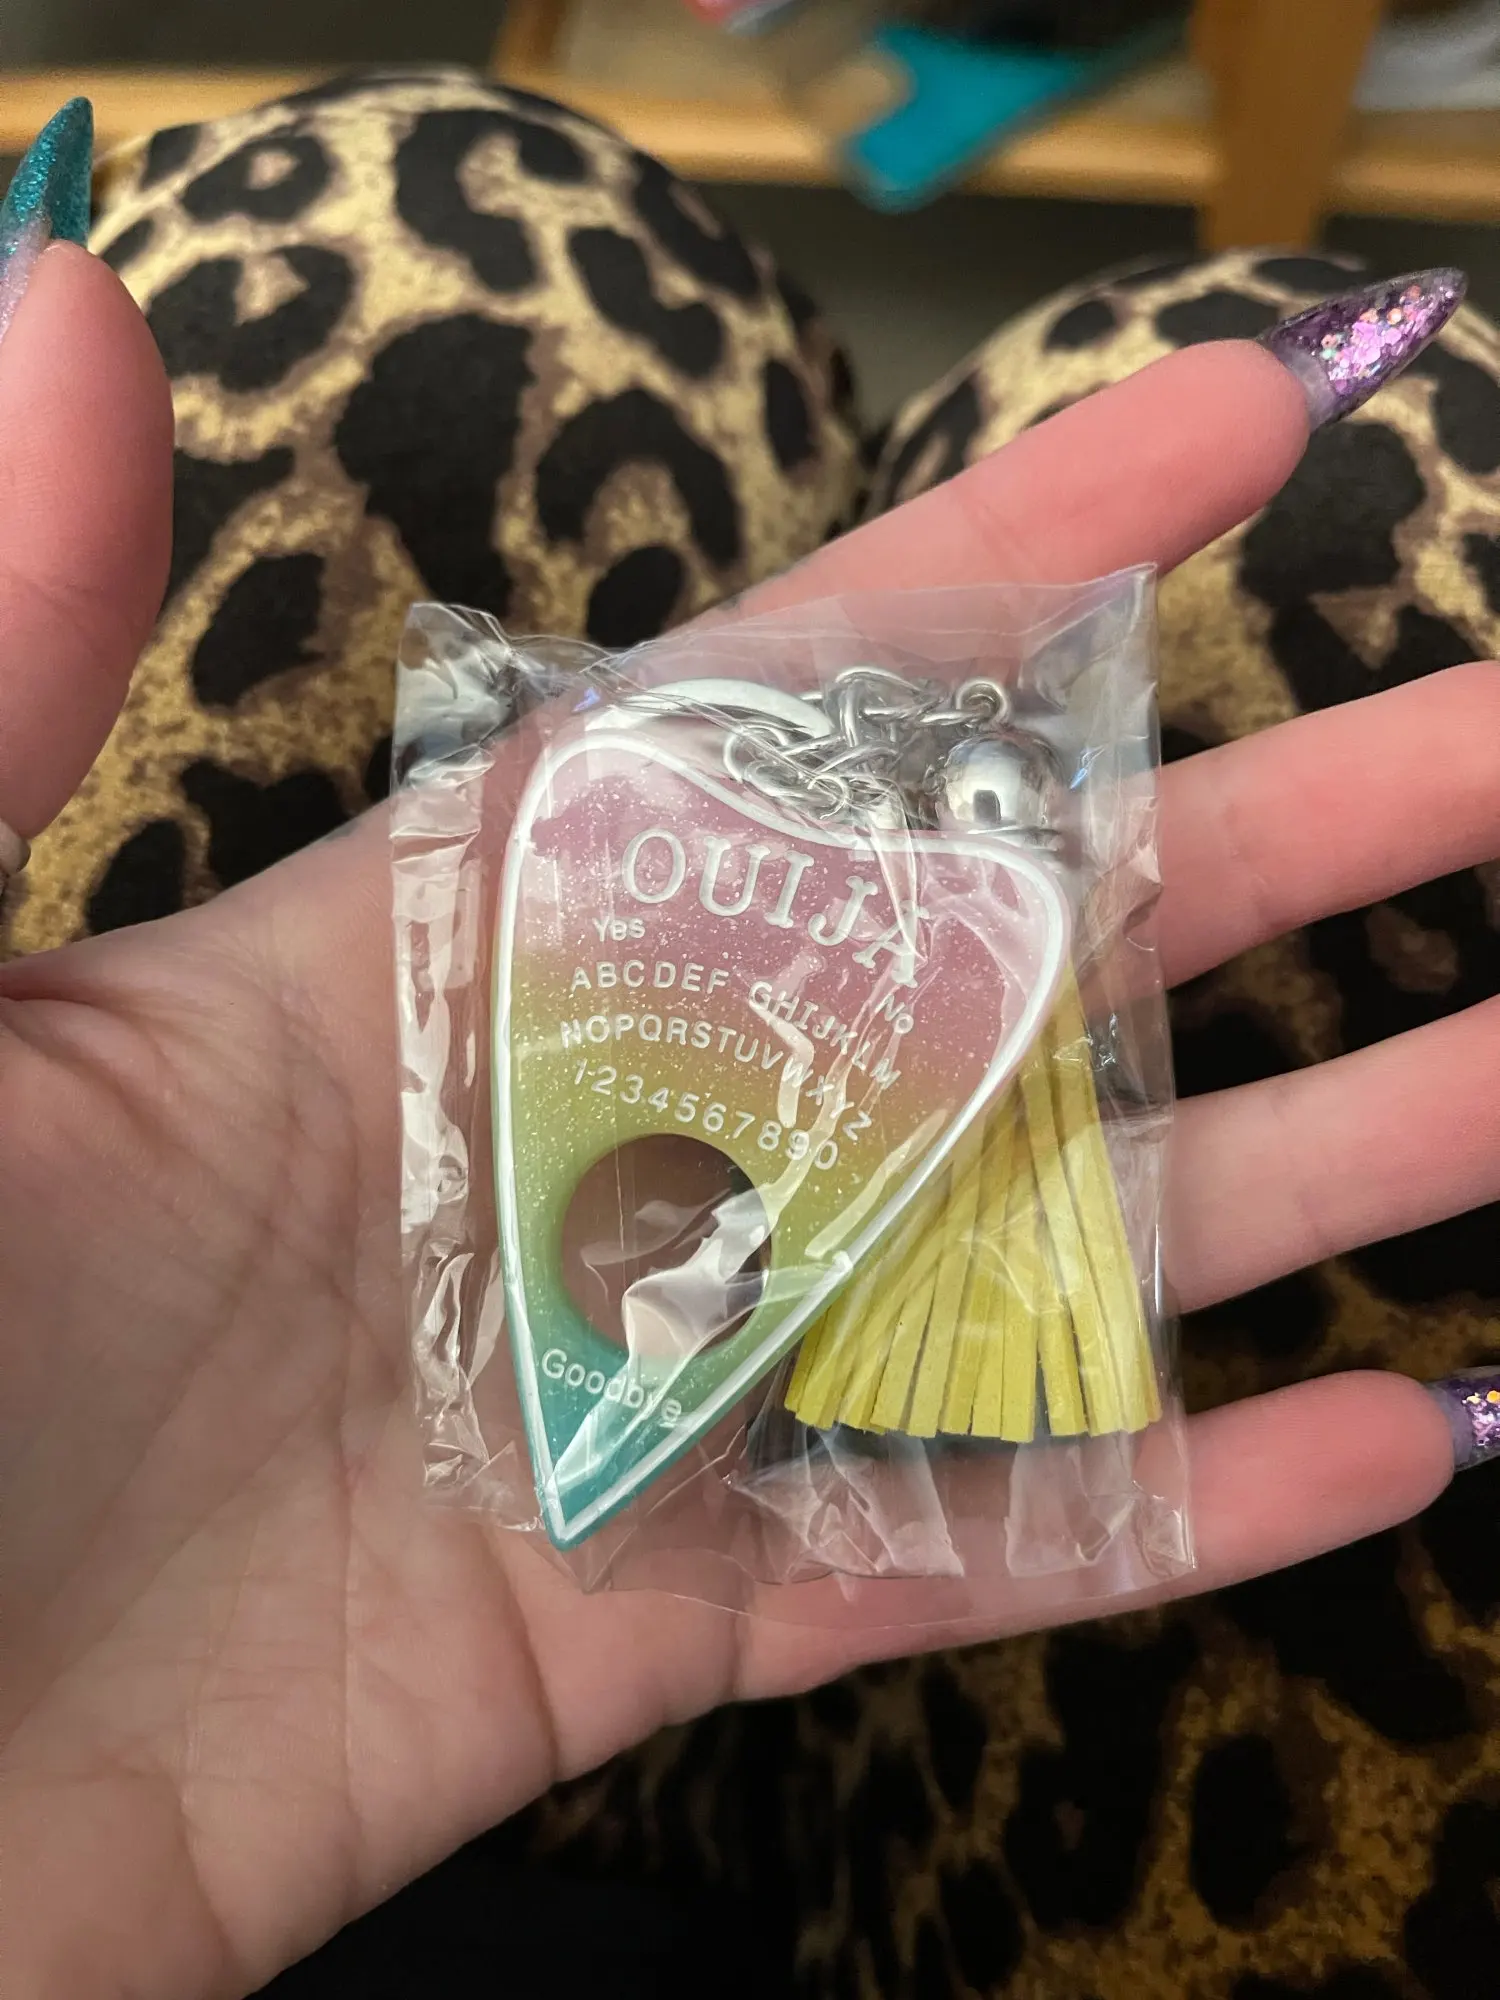 OUIJA
Yes
No
ABCDEF GHIJKLM
NOPQRSTUVWXYZ
1234567890
Goodbye